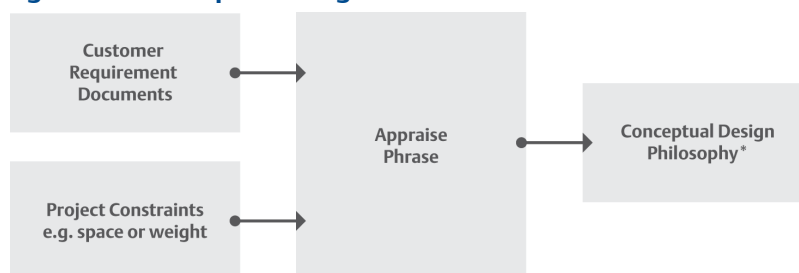 Customer
Requirement
Documents
Appraise
Phrase
Conceptual Design
Philosophy*
Project Constraints
e.g. space or weight